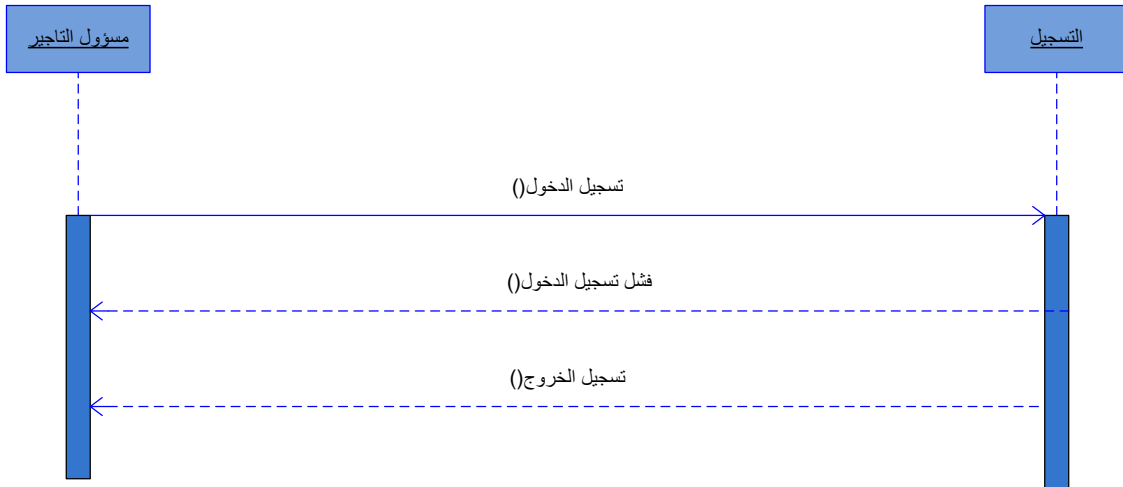 مسؤول التاجير
التسجيل
تسجيل الدخول()
فشل تسجيل الدخول()
تسجيل الخروج()